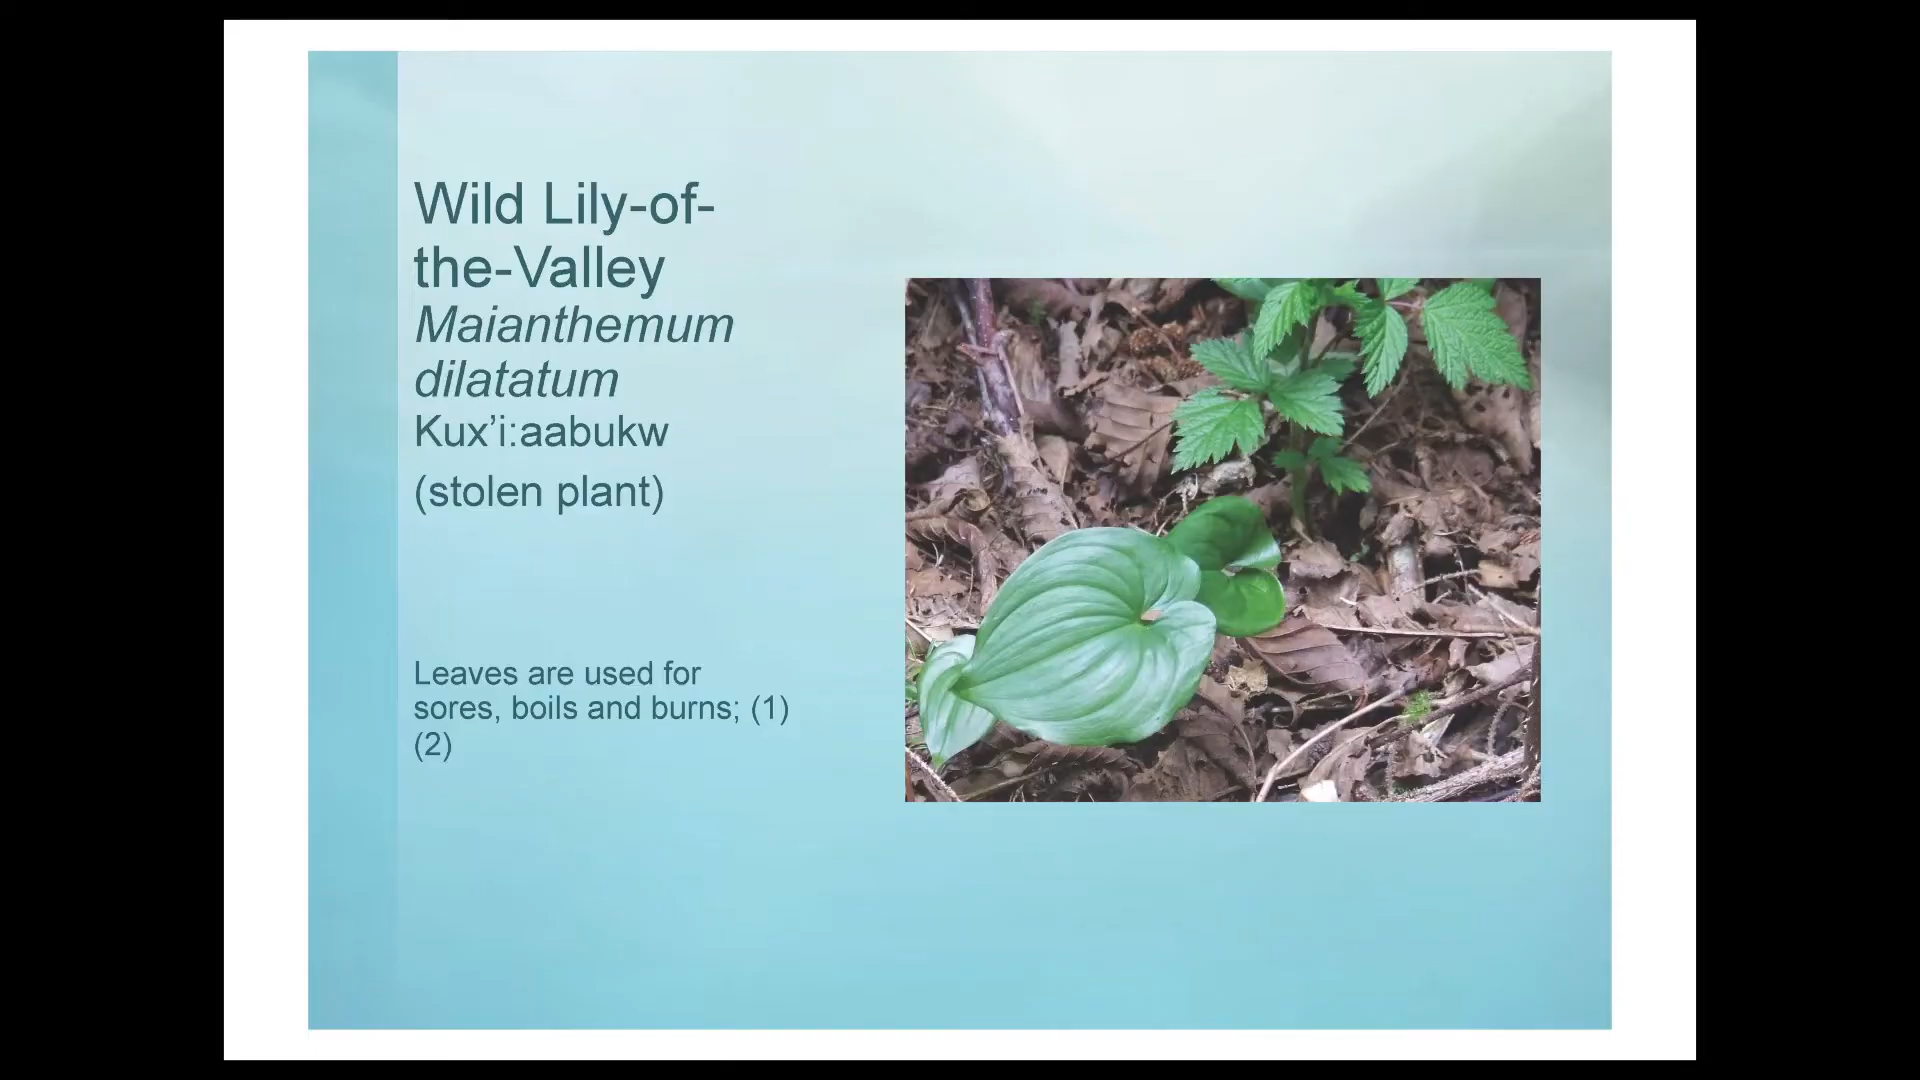 Wild Lily-of-
the-Valley
Maianthemum
dilatatum
Kux’i:aabukw
(stolen plant)
Leaves are used for
sores, boils and burns; (1)
(2)